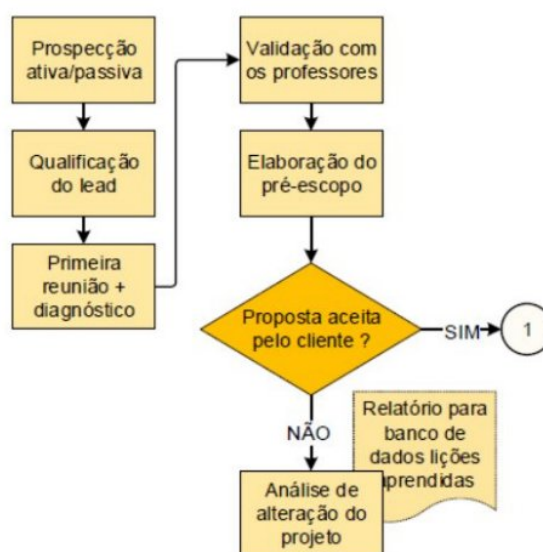 Prospecção
ativa/passiva
Qualificação
do lead
Primeira
reunião +
diagnóstico
Validação com
os professores
Elaboração do
pré-escopo
Proposta aceita
pelo cliente ?
SIM
1
NÃO
Relatório para
banco de
dados lições
aprendidas
Análise de
alteração do
projeto